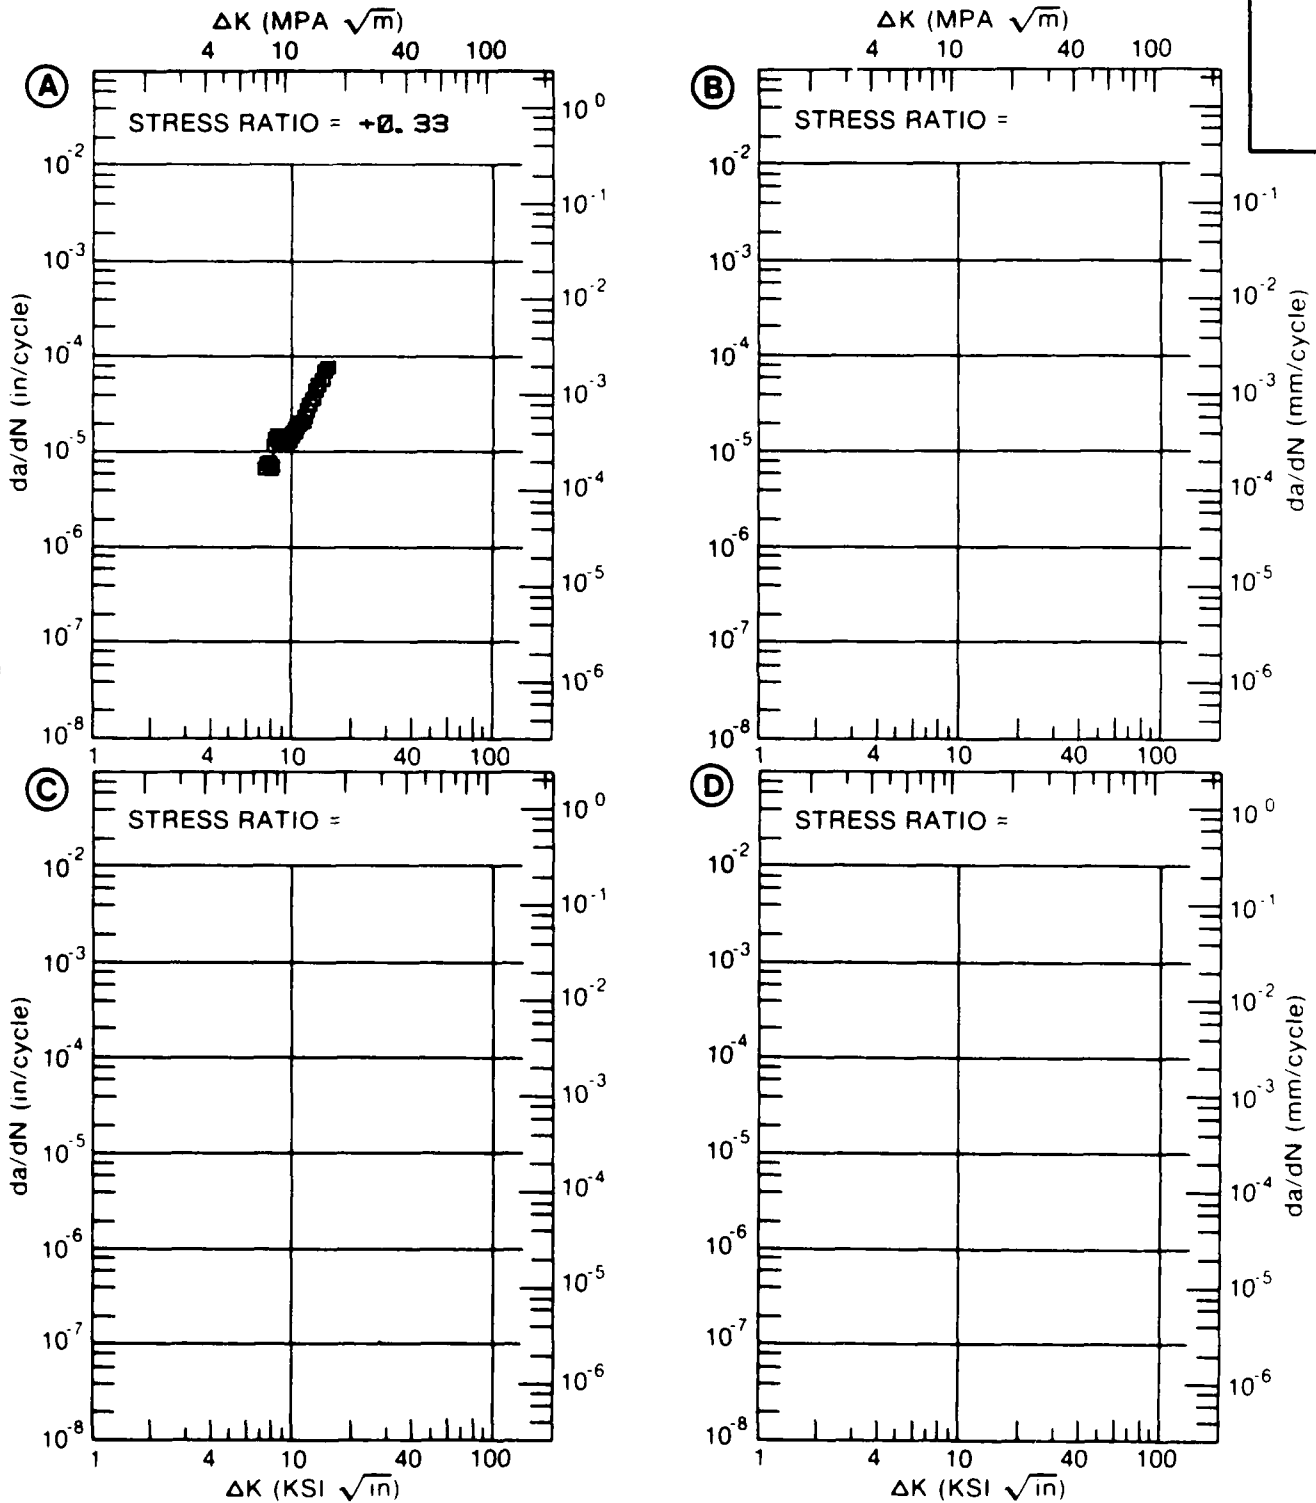 ΔK (MPA √m)
4 10 40 100
ΔK (MPA √m)
4 10 40 100
A
STRESS RATIO = +0.33
10⁻²
10⁻³
10⁻⁴
10⁻⁵
10⁻⁶
10⁻⁷
10⁻⁸
da/dN (in/cycle)
10⁰
10⁻¹
10⁻²
10⁻³
10⁻⁴
10⁻⁵
10⁻⁶
1 4 10 40 100
B
STRESS RATIO =
10⁻²
10⁻³
10⁻⁴
10⁻⁵
10⁻⁶
10⁻⁷
10⁻⁸
10⁻¹
10⁻²
10⁻³
10⁻⁴
10⁻⁵
10⁻⁶
da/dN (mm/cycle)
1 4 10 40 100
C
STRESS RATIO =
10⁻²
10⁻³
10⁻⁴
10⁻⁵
10⁻⁶
10⁻⁷
10⁻⁸
da/dN (in/cycle)
10⁰
10⁻¹
10⁻²
10⁻³
10⁻⁴
10⁻⁵
10⁻⁶
1 4 10 40 100
ΔK (KSI √in)
D
STRESS RATIO =
10⁻²
10⁻³
10⁻⁴
10⁻⁵
10⁻⁶
10⁻⁷
10⁻⁸
10⁰
10⁻¹
10⁻²
10⁻³
10⁻⁴
10⁻⁵
10⁻⁶
da/dN (mm/cycle)
1 4 10 40 100
ΔK (KSI √in)